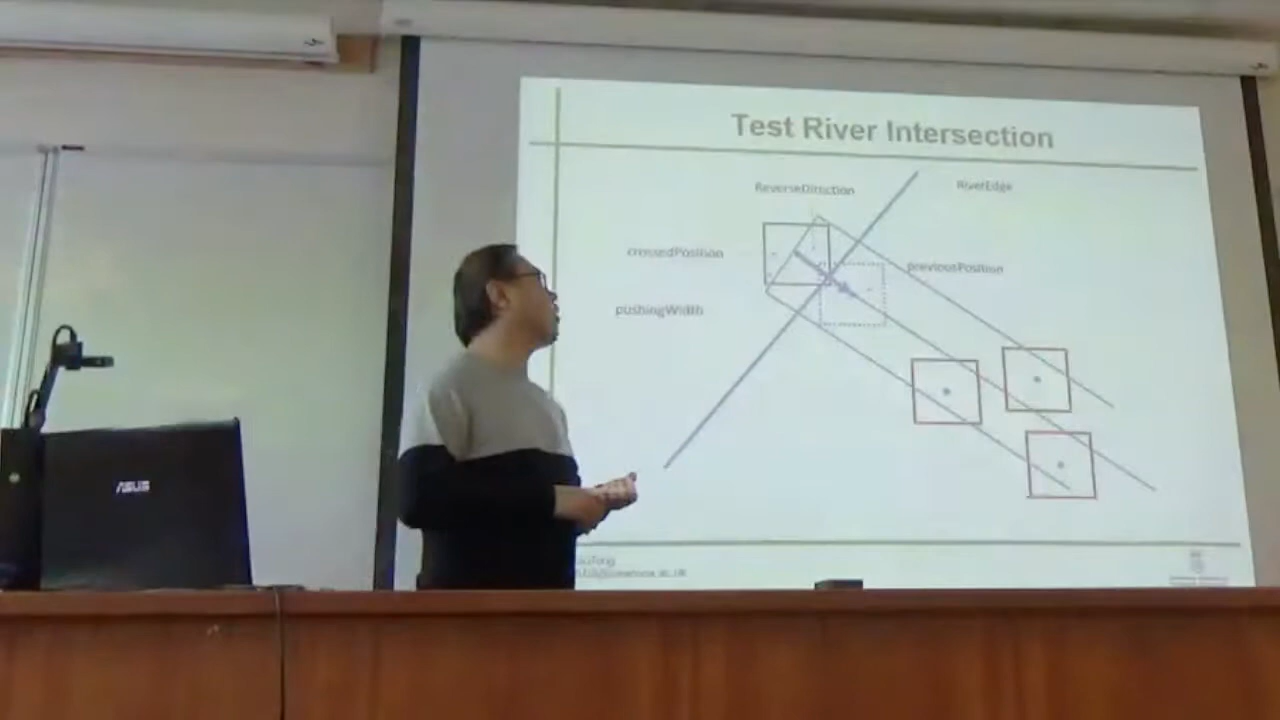 Test River Intersection
ReverseDirection
RiverEdge
crossedPosition
previousPosition
pushingWidth
ASUS